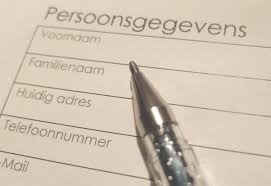 Persoonsgegevens
Voornaam
Familienaam
Huidig adres
Telefoonnummer
-Mail